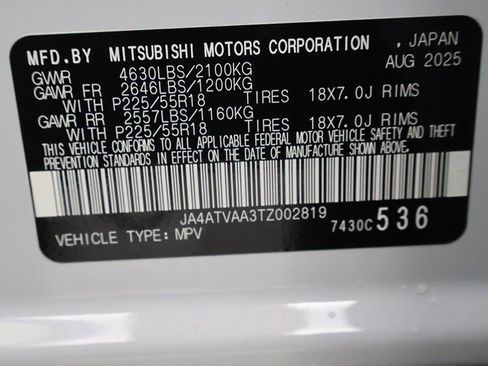 MFD.BY MITSUBISHI MOTORS CORPORATION , JAPAN
GVWR 4630LBS/2100KG AUG 2025
GAWR FR 2646LBS/1200KG
WITH P225/55R18 TIRES 18X7.0J RIMS
GAWR RR 2557LBS/1160KG
WITH P225/55R18 TIRES 18X7.0J RIMS
THIS VEHICLE CONFORMS TO ALL APPLICABLE FEDERAL MOTOR VEHICLE SAFETY AND THEFT
PREVENTION STANDARDS IN EFFECT ON THE DATE OF MANUFACTURE SHOWN ABOVE.
JA4ATVAA3TZ002819
VEHICLE TYPE: MPV 7430C 536